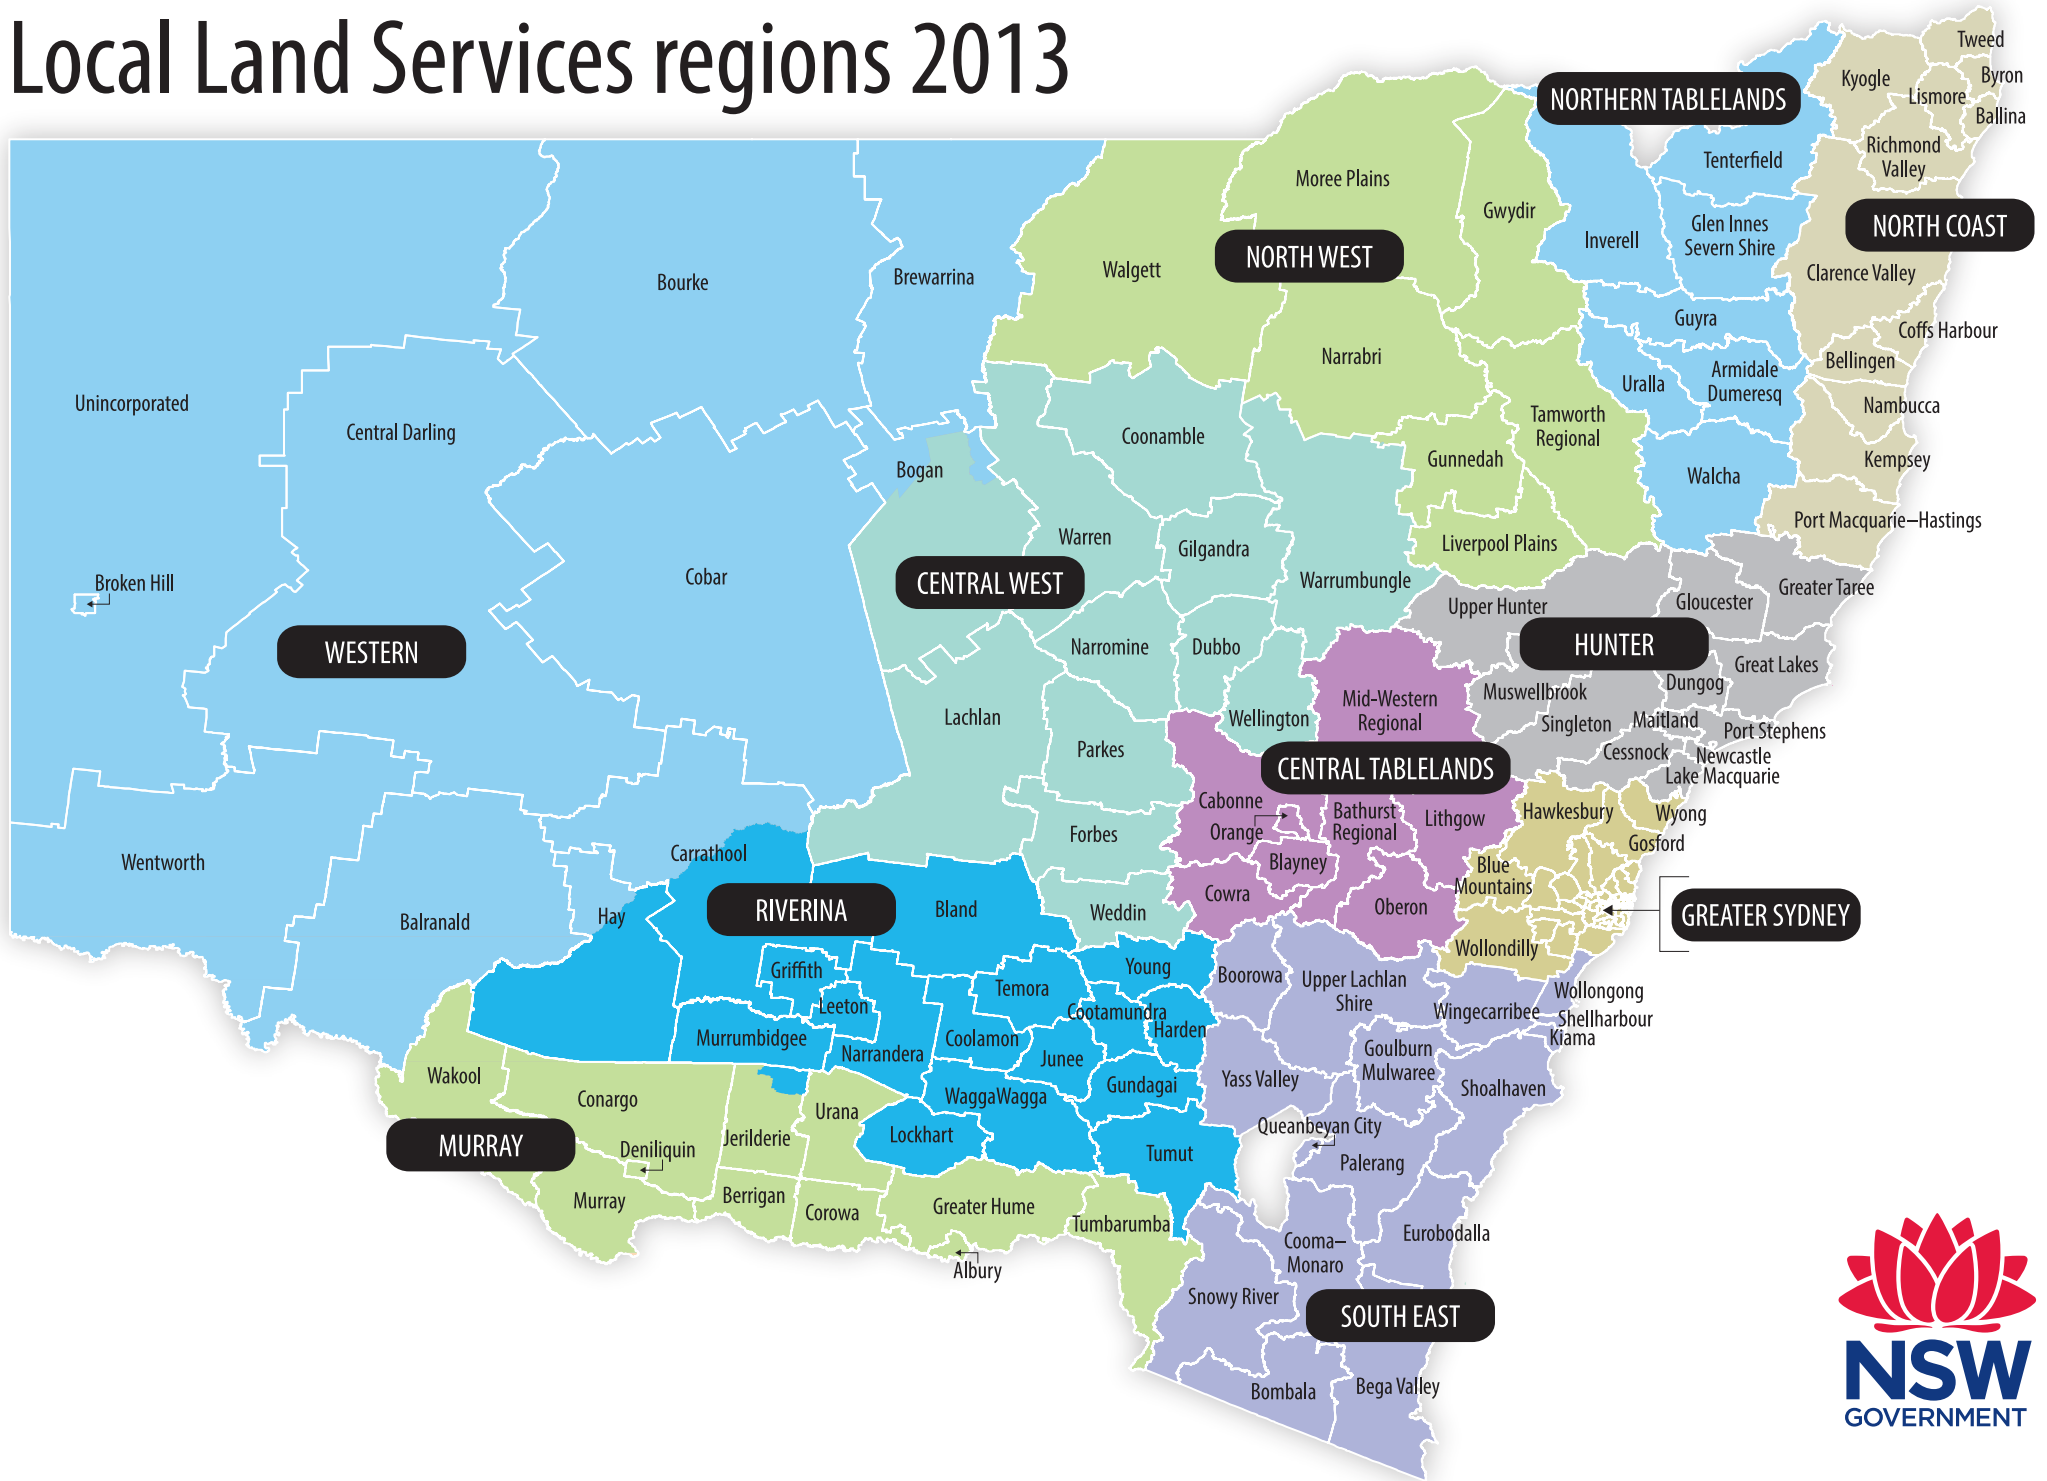 Local Land Services regions 2013
NORTHERN TABLELANDS
NORTH COAST
NORTH WEST
CENTRAL WEST
WESTERN
HUNTER
CENTRAL TABLELANDS
RIVERINA
GREATER SYDNEY
MURRAY
SOUTH EAST
Tweed
Kyogle
Byron
Lismore
Ballina
Richmond
Valley
Tenterfield
Moree Plains
Gwydir
Glen Innes
Severn Shire
Inverell
Clarence Valley
Walgett
Brewarrina
Bourke
Guyra
Coffs Harbour
Narrabri
Bellingen
Armidale
Dumeresq
Uralla
Unincorporated
Nambucca
Tamworth
Regional
Central Darling
Coonamble
Gunnedah
Kempsey
Bogan
Walcha
Port Macquarie–Hastings
Warren
Gilgandra
Liverpool Plains
Cobar
Broken Hill
Warrumbungle
Greater Taree
Gloucester
Upper Hunter
Narromine
Dubbo
Great Lakes
Dungog
Muswellbrook
Mid–Western
Regional
Lachlan
Wellington
Singleton
Maitland
Port Stephens
Parkes
Cessnock
Newcastle
Lake Macquarie
Cabonne
Orange
Bathurst
Regional
Lithgow
Hawkesbury
Wyong
Gosford
Forbes
Carrathool
Wentworth
Blayney
Blue
Mountains
Cowra
Oberon
Weddin
Bland
Hay
Balranald
Wollondilly
Young
Griffith
Boorowa
Upper Lachlan
Shire
Temora
Leeton
Cootamundra
Wollongong
Wingecarribee
Shellharbour
Kiama
Harden
Murrumbidgee
Coolamon
Narrandera
Junee
Goulburn
Mulwaree
Wakool
Yass Valley
Gundagai
Shoalhaven
WaggaWagga
Conargo
Urana
Queanbeyan City
Lockhart
Jerilderie
Deniliquin
Tumut
Palerang
Murray
Berrigan
Corowa
Greater Hume
Tumbarumba
Eurobodalla
Cooma–
Monaro
Albury
Snowy River
Bombala
Bega Valley
NSW
GOVERNMENT